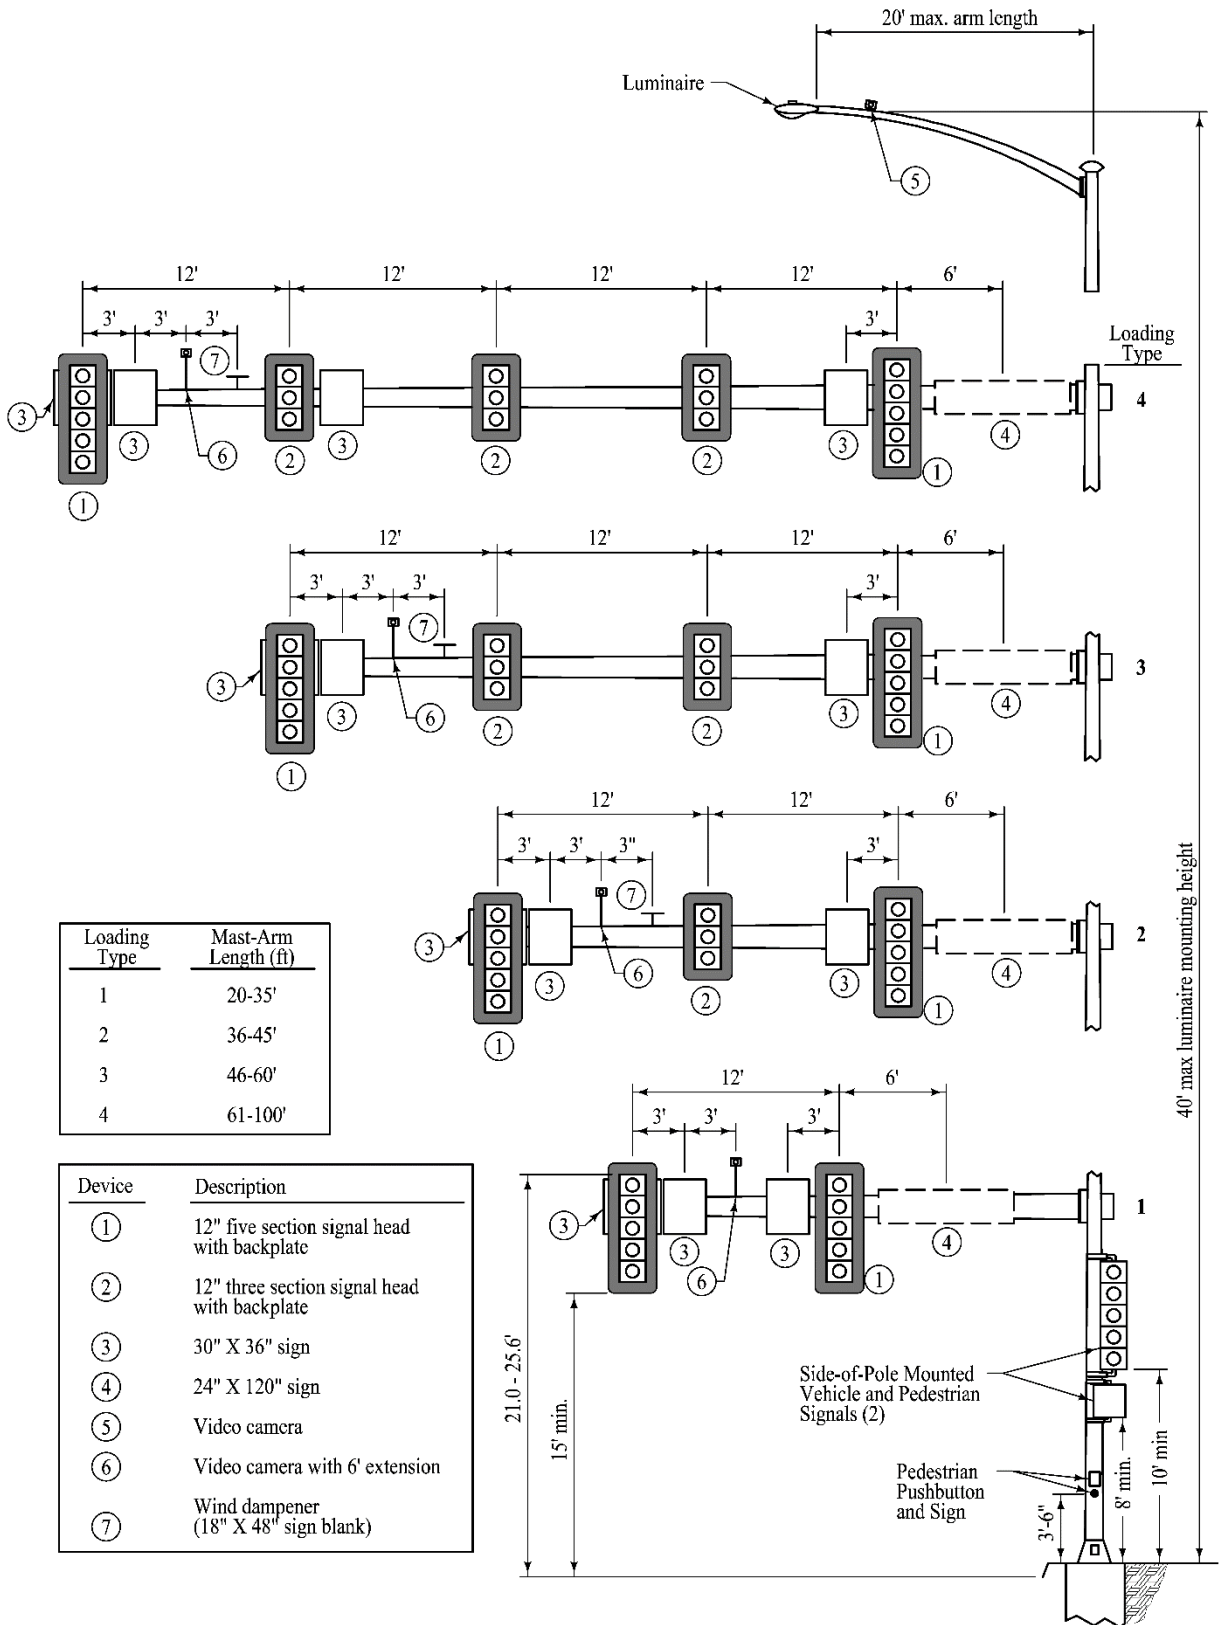 20' max. arm length
Luminaire
5
12' 12' 12' 12' 6'
3' 3' 3' 3'
Loading
Type
7
3 3 6 2 3 2 2 3 4 4
1 1
12' 12' 12' 6'
3' 3' 3' 3'
7
3 3 6 2 2 3 4 3
1 1
12' 12' 6'
3' 3' 3" 3'
7
3 3 6 2 3 4 2
1 1
40' max luminaire mounting height
Loading Mast-Arm
Type Length (ft)
1 20-35'
2 36-45'
3 46-60'
4 61-100'
12' 6'
3' 3' 3'
3 3 6 3 1 4 1
Device Description
1 12" five section signal head
with backplate
2 12" three section signal head
with backplate
3 30" X 36" sign
4 24" X 120" sign
5 Video camera
6 Video camera with 6' extension
7 Wind dampener
(18" X 48" sign blank)
21.0 - 25.6'
15' min.
Side-of-Pole Mounted
Vehicle and Pedestrian
Signals (2)
Pedestrian
Pushbutton
and Sign
3'-6"
8' min.
10' min